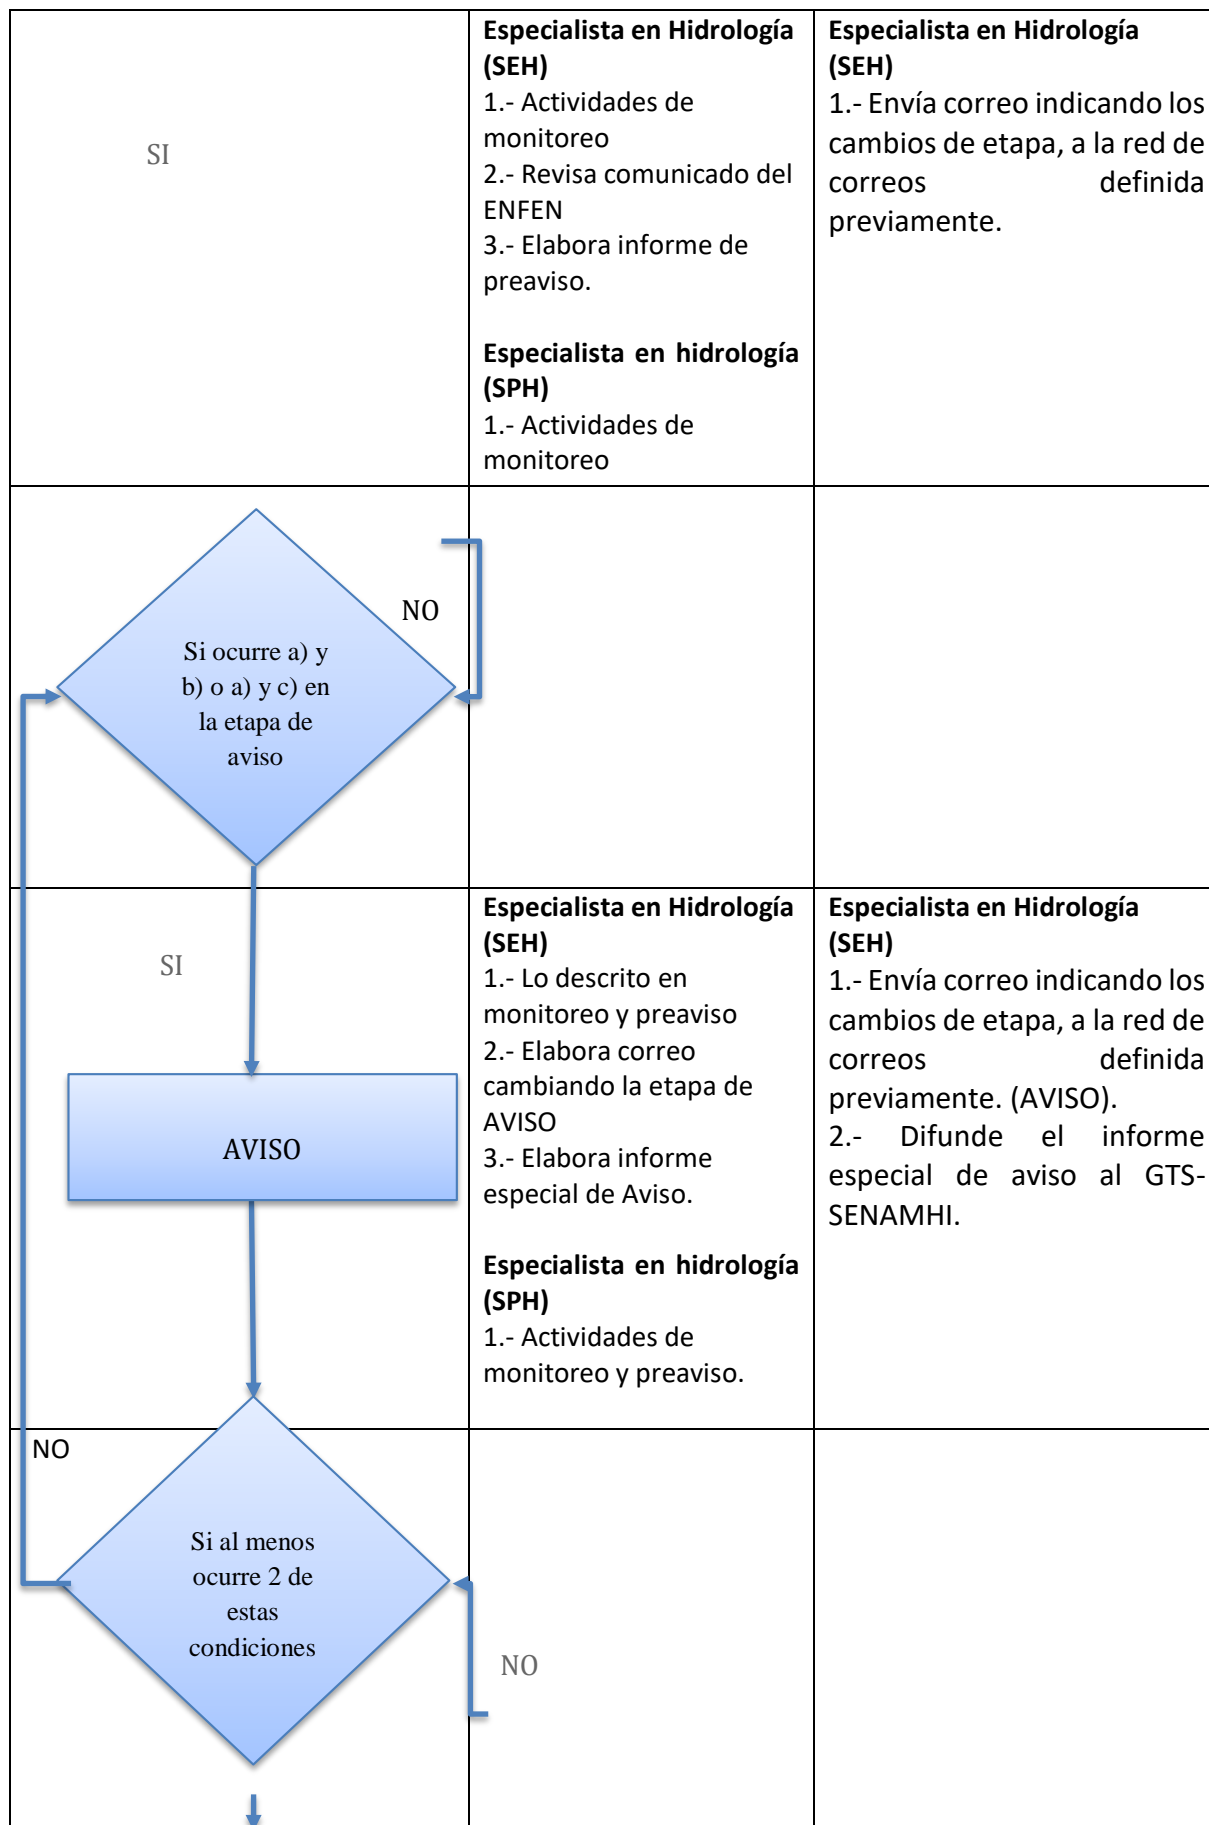 SI
Especialista en Hidrología
(SEH)
1.- Actividades de
monitoreo
2.- Revisa comunicado del
ENFEN
3.- Elabora informe de
preaviso.
Especialista en hidrología
(SPH)
1.- Actividades de
monitoreo
Especialista en Hidrología
(SEH)
1.- Envía correo indicando los
cambios de etapa, a la red de
correos definida
previamente.
NO
Si ocurre a) y
b) o a) y c) en
la etapa de
aviso
SI
AVISO
Especialista en Hidrología
(SEH)
1.- Lo descrito en
monitoreo y preaviso
2.- Elabora correo
cambiando la etapa de
AVISO
3.- Elabora informe
especial de Aviso.
Especialista en hidrología
(SPH)
1.- Actividades de
monitoreo y preaviso.
Especialista en Hidrología
(SEH)
1.- Envía correo indicando los
cambios de etapa, a la red de
correos definida
previamente. (AVISO).
2.- Difunde el informe
especial de aviso al GTS-
SENAMHI.
NO
Si al menos
ocurre 2 de
estas
condiciones
NO